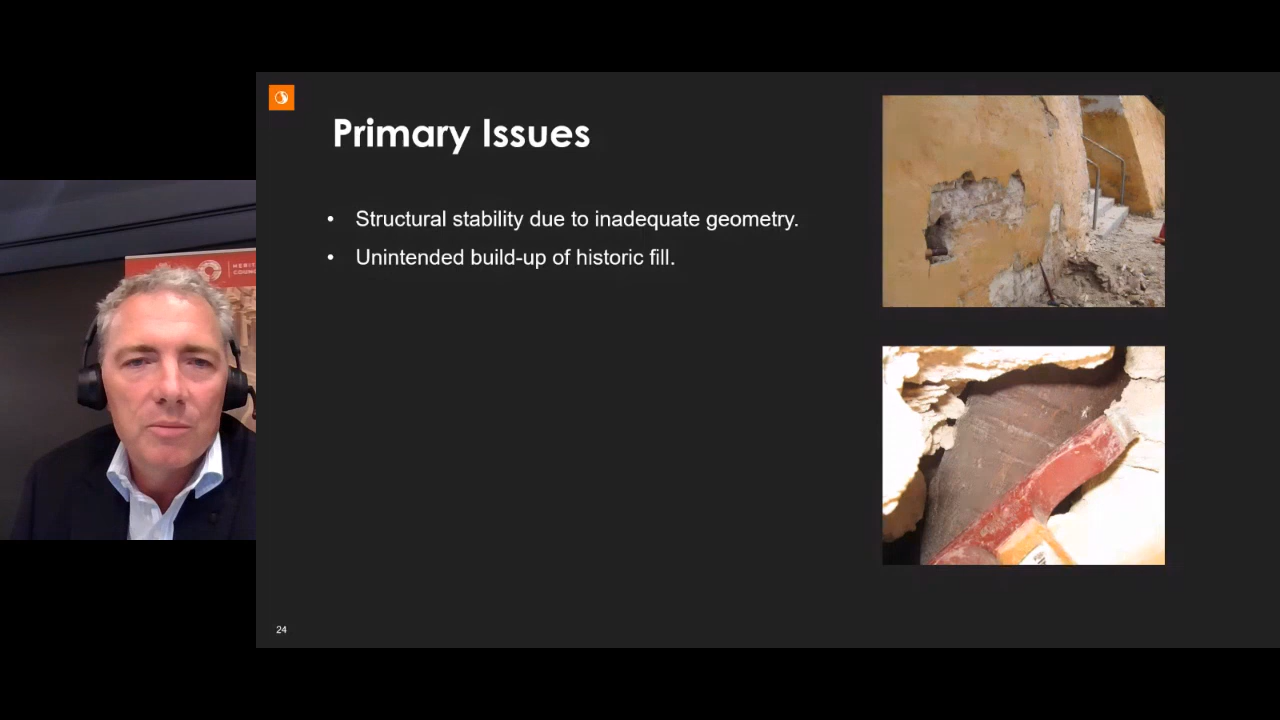 Primary Issues
• Structural stability due to inadequate geometry.
• Unintended build-up of historic fill.
24